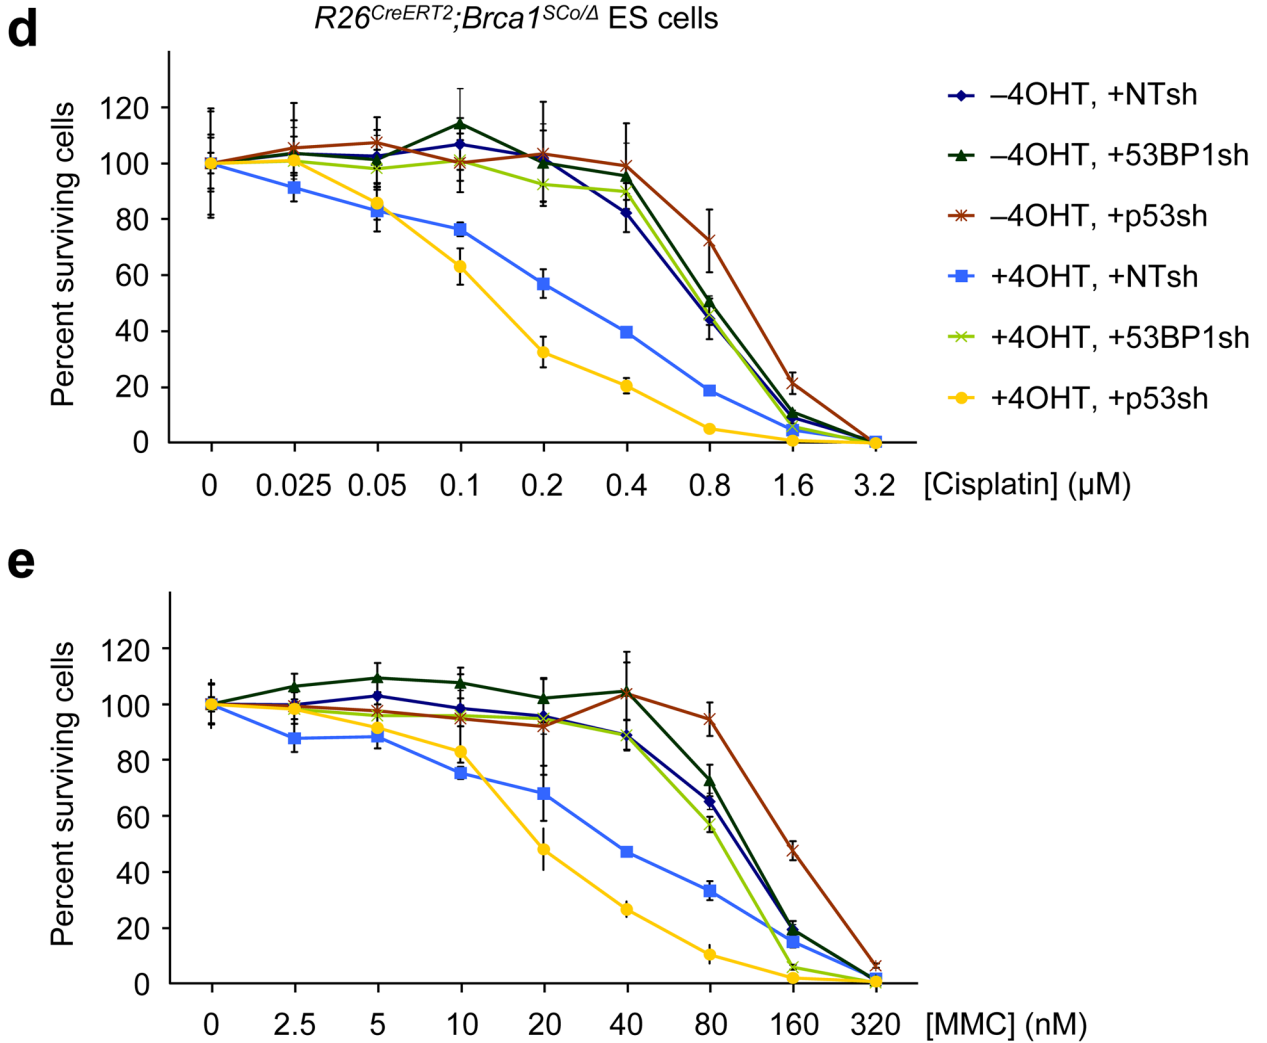 d
R26CreERT2;Brca1SCo/Δ ES cells
Percent surviving cells
120
100
80
60
40
20
0
0 0.025 0.05 0.1 0.2 0.4 0.8 1.6 3.2 [Cisplatin] (μM)
–4OHT, +NTsh
–4OHT, +53BP1sh
–4OHT, +p53sh
+4OHT, +NTsh
+4OHT, +53BP1sh
+4OHT, +p53sh
e
Percent surviving cells
120
100
80
60
40
20
0
0 2.5 5 10 20 40 80 160 320 [MMC] (nM)